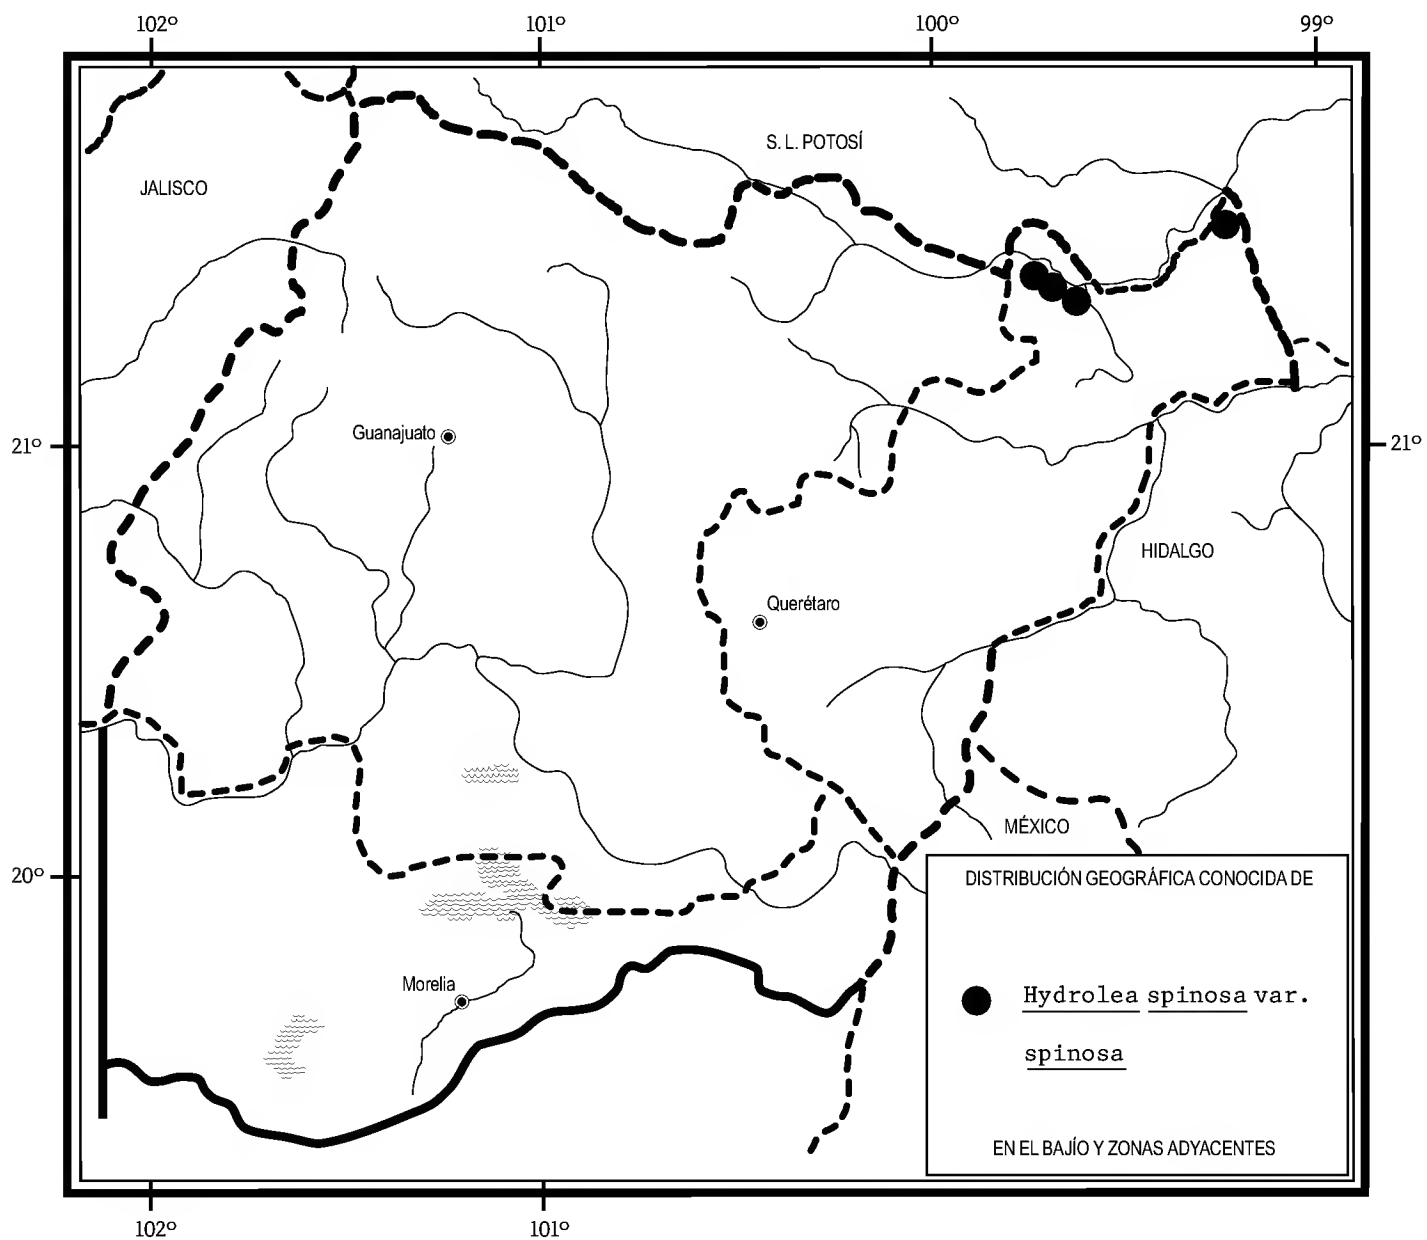 102º 101º 100º 99º
S. L. POTOSÍ
JALISCO
Guanajuato
21º 21º
HIDALGO
Querétaro
MÉXICO
20º
DISTRIBUCIÓN GEOGRÁFICA CONOCIDA DE
Morelia
Hydrolea spinosa var.
spinosa
EN EL BAJÍO Y ZONAS ADYACENTES
102º 101º